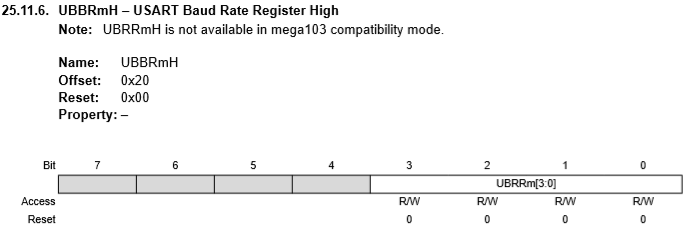 25.11.6. UBBRmH – USART Baud Rate Register High
Note: UBRRmH is not available in mega103 compatibility mode.
Name: UBBRmH
Offset: 0x20
Reset: 0x00
Property: –
Bit 7 6 5 4 3 2 1 0
UBRRm[3:0]
Access R/W R/W R/W R/W
Reset 0 0 0 0